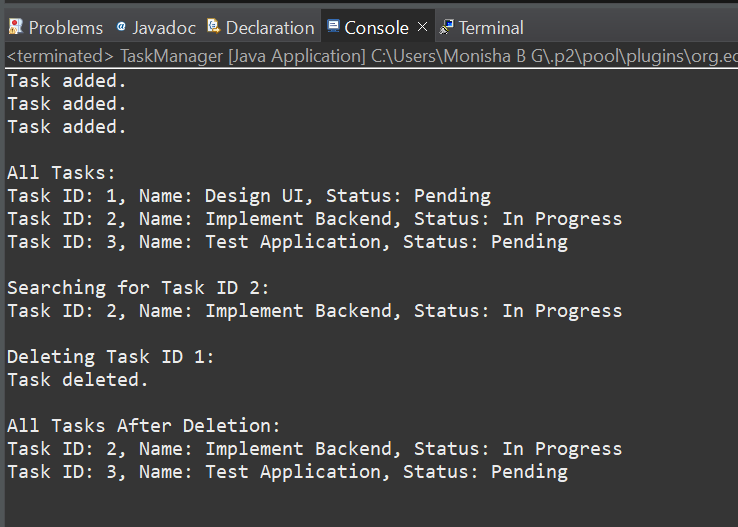 Problems @ Javadoc Declaration Console Terminal
<terminated> TaskManager [Java Application] C:\Users\Monisha B G\.p2\pool\plugins\org.ec
Task added.
Task added.
Task added.
All Tasks:
Task ID: 1, Name: Design UI, Status: Pending
Task ID: 2, Name: Implement Backend, Status: In Progress
Task ID: 3, Name: Test Application, Status: Pending
Searching for Task ID 2:
Task ID: 2, Name: Implement Backend, Status: In Progress
Deleting Task ID 1:
Task deleted.
All Tasks After Deletion:
Task ID: 2, Name: Implement Backend, Status: In Progress
Task ID: 3, Name: Test Application, Status: Pending